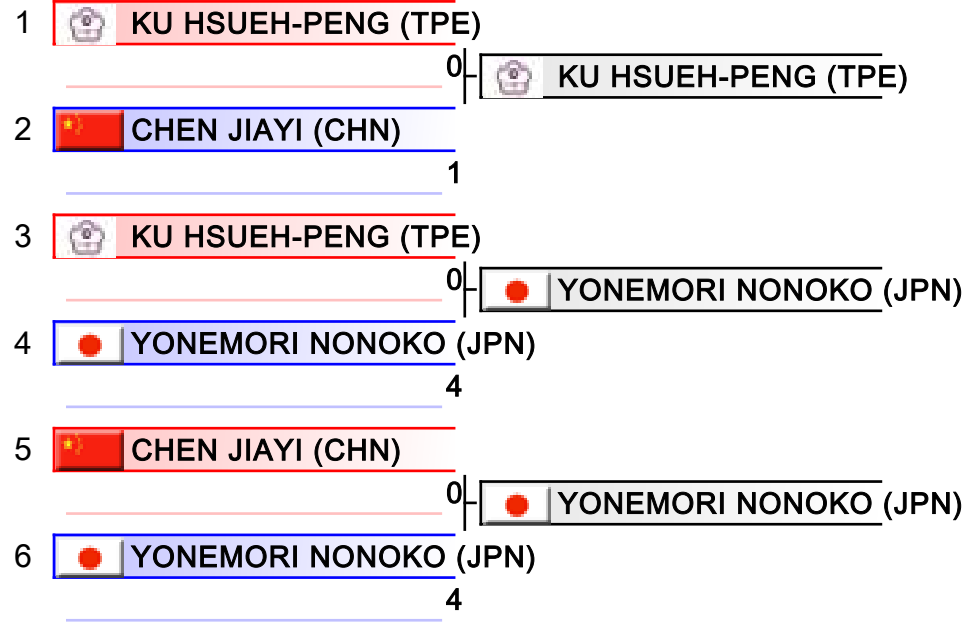 1 KU HSUEH-PENG (TPE)
0 KU HSUEH-PENG (TPE)
2 CHEN JIAYI (CHN)
1
3 KU HSUEH-PENG (TPE)
0 YONEMORI NONOKO (JPN)
4 YONEMORI NONOKO (JPN)
4
5 CHEN JIAYI (CHN)
0 YONEMORI NONOKO (JPN)
6 YONEMORI NONOKO (JPN)
4